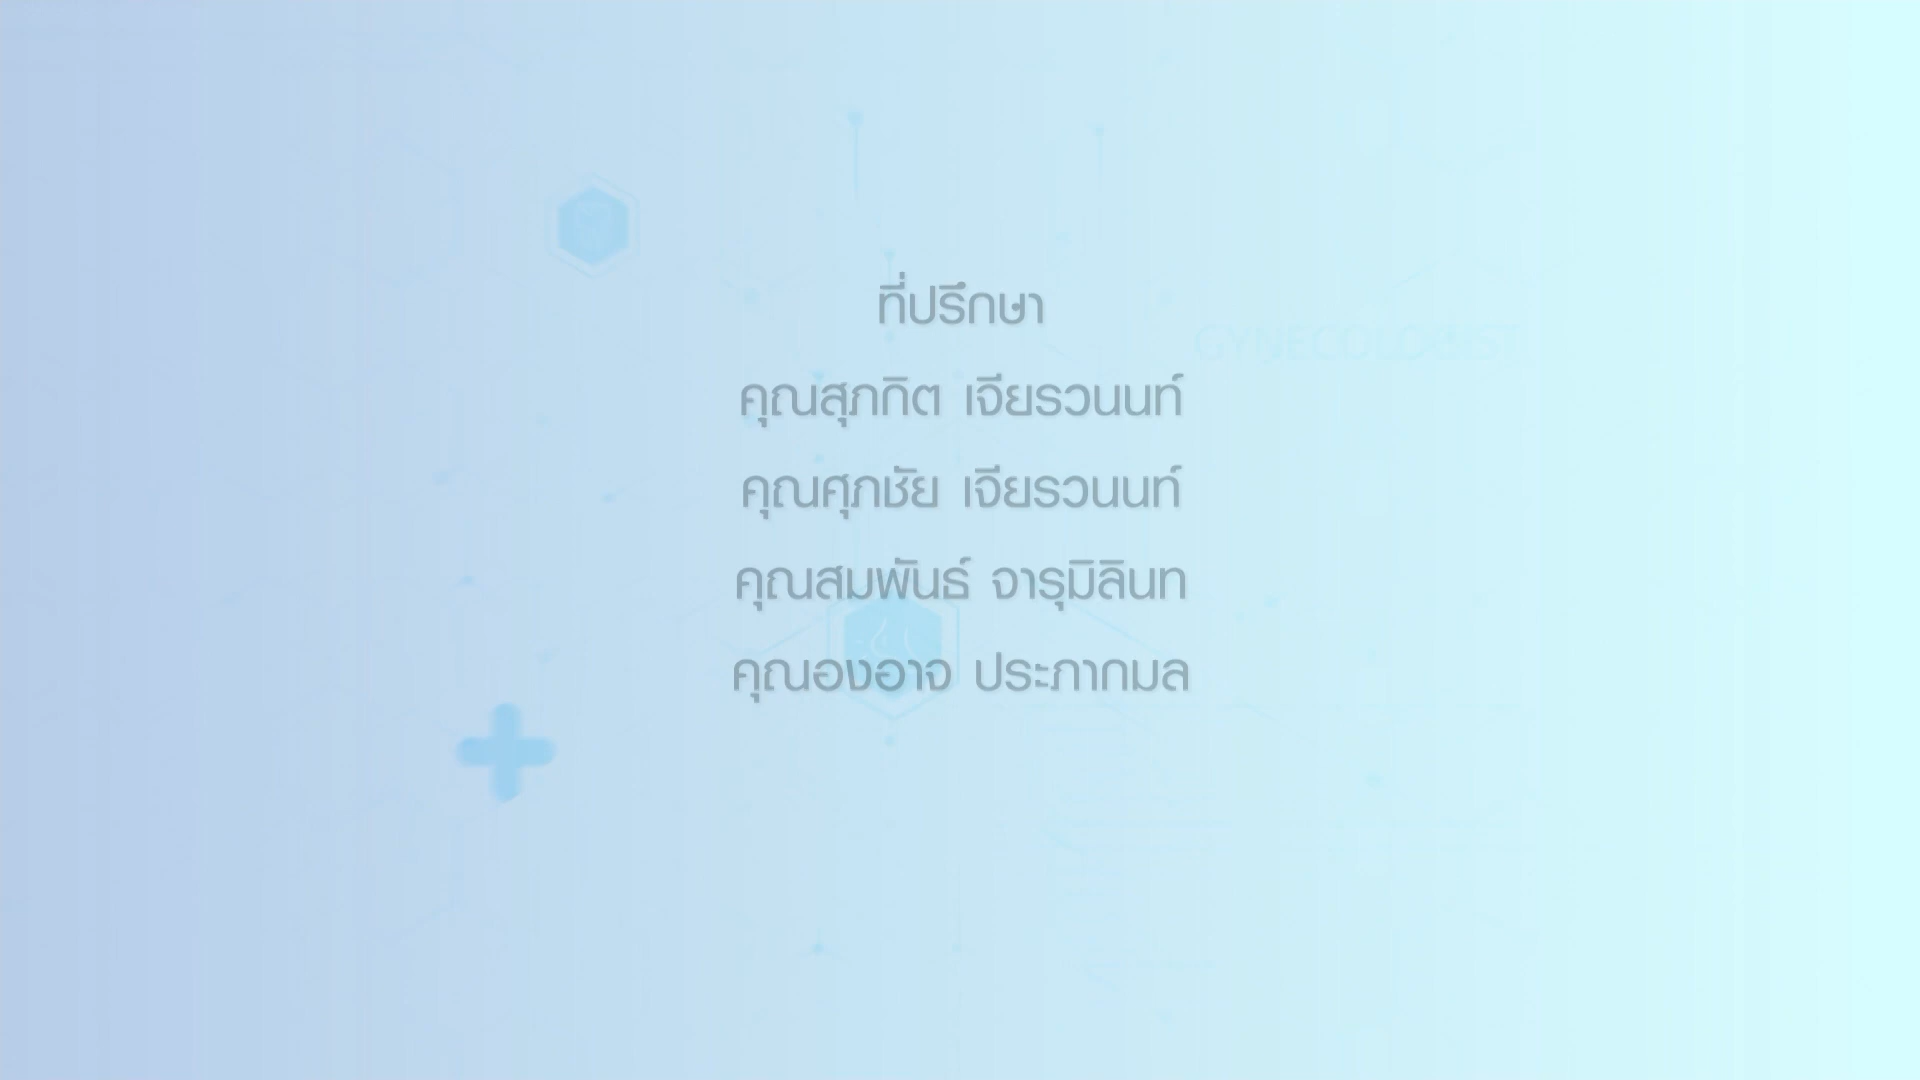 ที่ปรึกษา
คุณสุภกิต เจียรวนนท์
GYNECOLOGIST
คุณศุภชัย เจียรวนนท์
คุณสมพันธ์ จารุมิลินท
คุณองอาจ ประภากมล